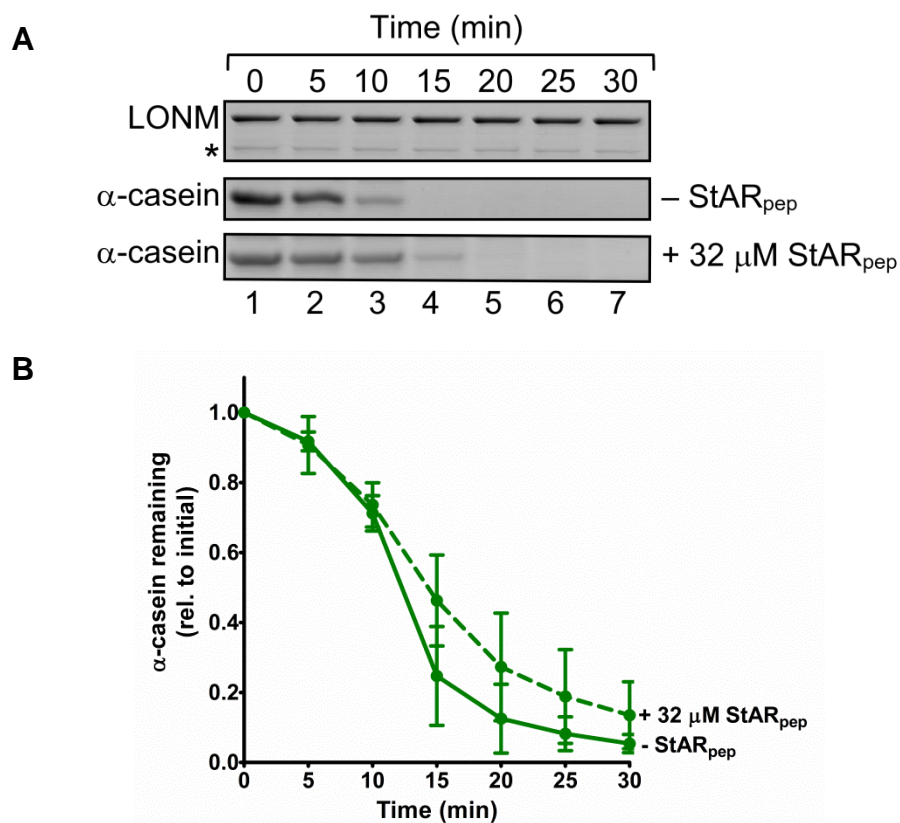 A
Time (min)
0 5 10 15 20 25 30
LONM
*
α-casein – StARpep
α-casein + 32 μM StARpep
1 2 3 4 5 6 7
B
1.0
0.8
0.6
0.4
0.2
0.0
α-casein remaining
(rel. to initial)
+ 32 μM StARpep
- StARpep
0 5 10 15 20 25 30
Time (min)